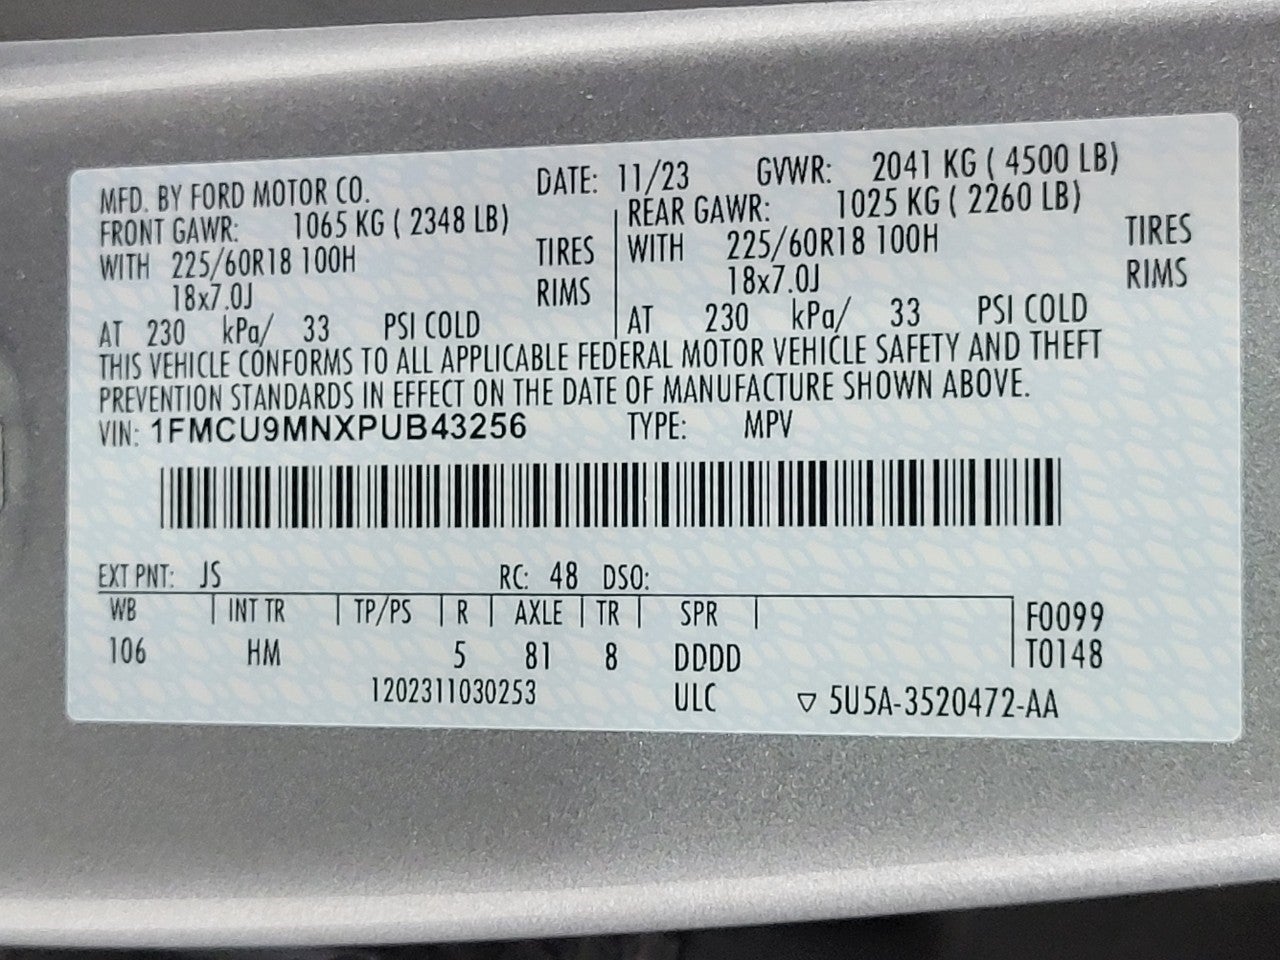 MFD. BY FORD MOTOR CO. DATE: 11/23 GVWR: 2041 KG ( 4500 LB)
FRONT GAWR: 1065 KG ( 2348 LB) REAR GAWR: 1025 KG ( 2260 LB)
WITH 225/60R18 100H TIRES WITH 225/60R18 100H TIRES
18x7.0J RIMS 18x7.0J RIMS
AT 230 kPa/ 33 PSI COLD AT 230 kPa/ 33 PSI COLD
THIS VEHICLE CONFORMS TO ALL APPLICABLE FEDERAL MOTOR VEHICLE SAFETY AND THEFT
PREVENTION STANDARDS IN EFFECT ON THE DATE OF MANUFACTURE SHOWN ABOVE.
VIN: 1FMCU9MNXPUB43256 TYPE: MPV
EXT PNT: JS RC: 48 DSO:
WB INT TR TP/PS R AXLE TR SPR F0099
106 HM 5 81 8 DDDD T0148
1202311030253 ULC ▽ 5U5A-3520472-AA